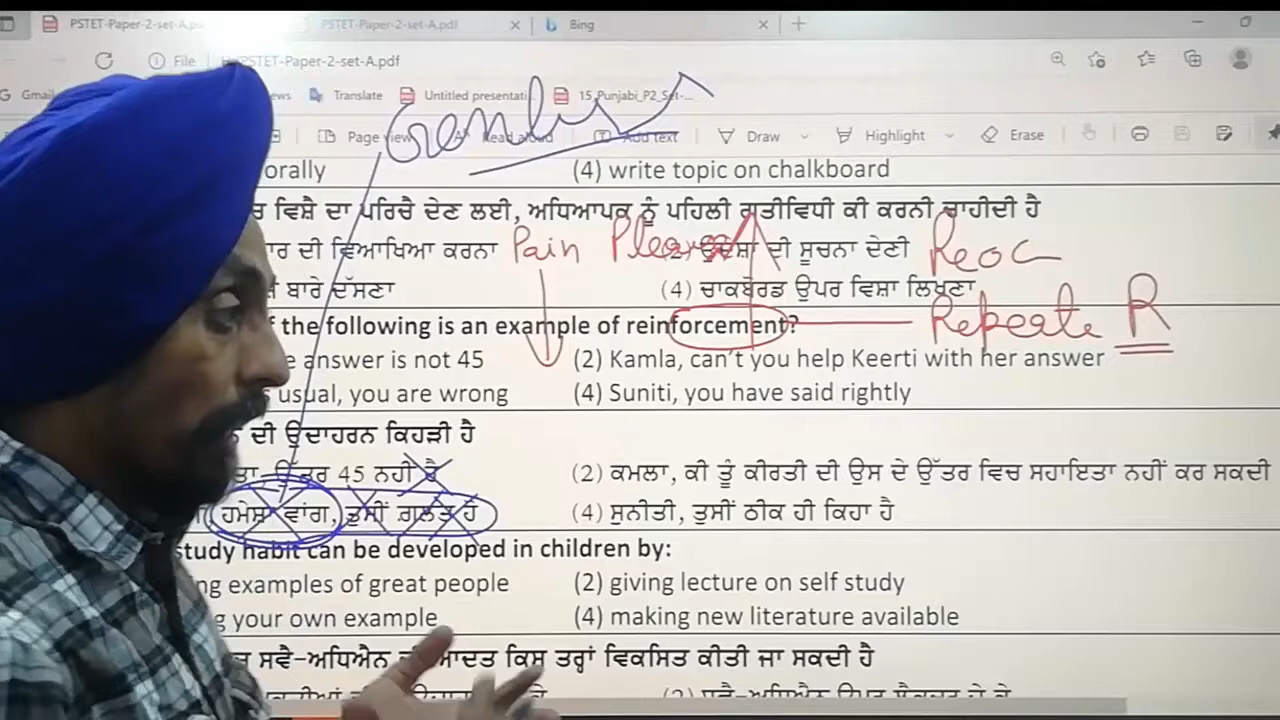 PSTET-Paper-2-set-A.pdf PSTET-Paper-2-set-A.pdf Bing
File PSTET-Paper-2-set-A.pdf
Gmail Translate Untitled presentati... 15_Punjabi_P2_Set-...
Page view Read aloud Add text Draw Highlight Erase
orally (4) write topic on chalkboard
ਵਿਸ਼ੈ ਦਾ ਪਰਿਚੈ ਦੇਣ ਲਈ, ਅਧਿਆਪਕ ਨੂੰ ਪਹਿਲੀ ਗਤੀਵਿਧੀ ਕੀ ਕਰਨੀ ਚਾਹੀਦੀ ਹੈ
ਦੀ ਵਿਆਖਿਆ ਕਰਨਾ Pain ਦੀ ਸੂਚਨਾ ਦੇਣੀ
ਬਾਰੇ ਦੱਸਣਾ (4) ਚਾਕਬੋਰਡ ਉਪਰ ਵਿਸ਼ਾ ਲਿਖਣਾ
the following is an example of reinforcement? Repeate R
answer is not 45 (2) Kamla, can't you help Keerti with her answer
usual, you are wrong (4) Suniti, you have said rightly
ਦੀ ਉਦਾਹਰਨ ਕਿਹੜੀ ਹੈ
ਉੱਤਰ 45 ਨਹੀਂ ਹੈ (2) ਕਮਲਾ, ਕੀ ਤੂੰ ਕੀਰਤੀ ਦੀ ਉਸ ਦੇ ਉੱਤਰ ਵਿਚ ਸਹਾਇਤਾ ਨਹੀਂ ਕਰ ਸਕਦੀ
ਹਮੇਸ਼ਾ ਵਾਂਗ, ਤੁਸੀਂ ਗਲਤ ਹੋ (4) ਸੁਨੀਤੀ, ਤੁਸੀਂ ਠੀਕ ਹੀ ਕਿਹਾ ਹੈ
study habit can be developed in children by:
examples of great people (2) giving lecture on self study
your own example (4) making new literature available
ਸਵੈ-ਅਧਿਐਨ ਦੀ ਆਦਤ ਕਿਸ ਤਰ੍ਹਾਂ ਵਿਕਸਿਤ ਕੀਤੀ ਜਾ ਸਕਦੀ ਹੈ